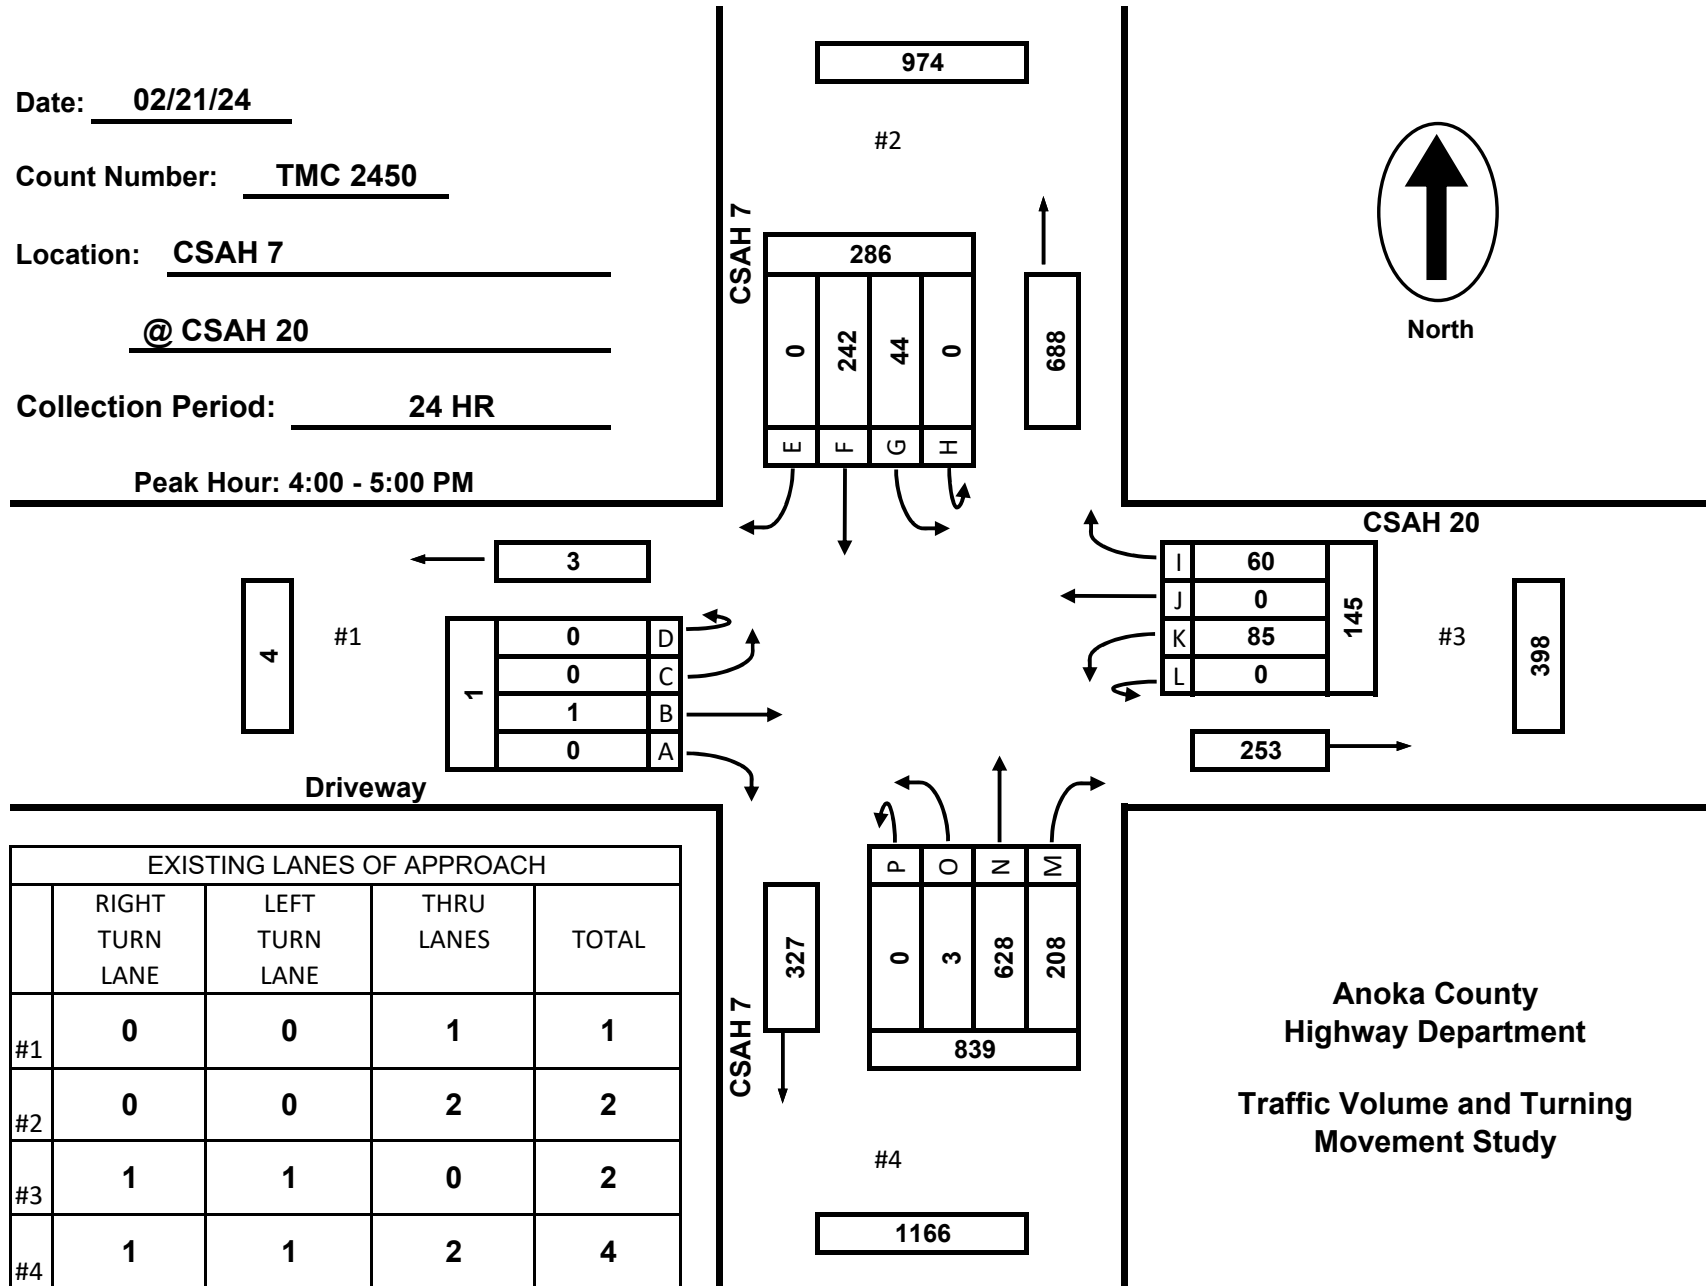 Date: 02/21/24
Count Number: TMC 2450
Location: CSAH 7
@ CSAH 20
Collection Period: 24 HR
Peak Hour: 4:00 - 5:00 PM
974
#2
CSAH 7
286
0 242 44 0
E F G H
688
North
CSAH 20
3
4
#1
1
0 D
0 C
1 B
0 A
Driveway
I 60
J 0
K 85
L 0
145
#3
398
253
P O N M
0 3 628 208
839
327
CSAH 7
#4
1166
EXISTING LANES OF APPROACH
RIGHT TURN LANE LEFT TURN LANE THRU LANES TOTAL
#1 0 0 1 1
#2 0 0 2 2
#3 1 1 0 2
#4 1 1 2 4
Anoka County
Highway Department
Traffic Volume and Turning
Movement Study